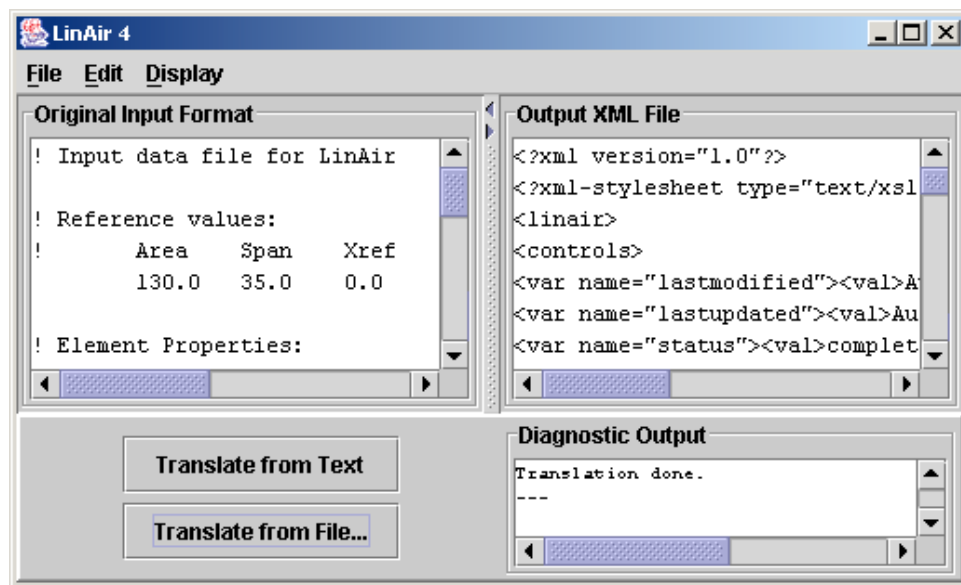 LinAir 4
File Edit Display
Original Input Format
! Input data file for LinAir
! Reference values:
! Area Span Xref
130.0 35.0 0.0
! Element Properties:
Output XML File
<?xml version="1.0"?>
<?xml-stylesheet type="text/xsl
<linair>
<controls>
<var name="lastmodified"><val>A
<var name="lastupdated"><val>Au
<var name="status"><val>complet
Translate from Text
Translate from File...
Diagnostic Output
Translation done.
---